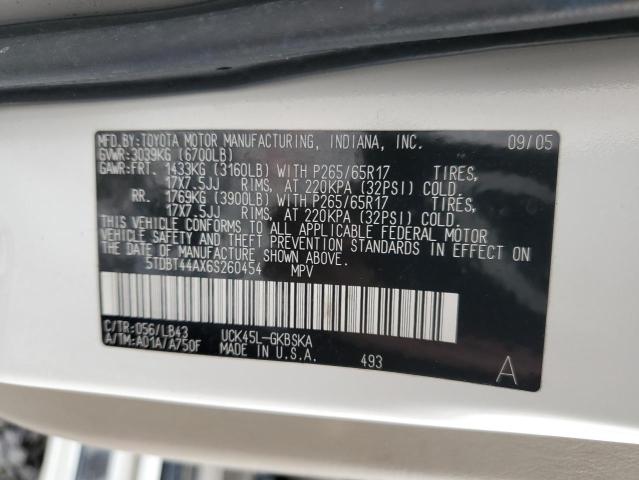 MFD.BY:TOYOTA MOTOR MANUFACTURING, INDIANA, INC. 09/05
GVWR:3039KG (6700LB)
GAWR:FRT. 1433KG (3160LB) WITH P265/65R17 TIRES,
17X7.5JJ RIMS, AT 220KPA (32PSI) COLD.
RR. 1769KG (3900LB) WITH P265/65R17 TIRES,
17X7.5JJ RIMS, AT 220KPA (32PSI) COLD.
THIS VEHICLE CONFORMS TO ALL APPLICABLE FEDERAL MOTOR
VEHICLE SAFETY AND THEFT PREVENTION STANDARDS IN EFFECT ON
THE DATE OF MANUFACTURE SHOWN ABOVE.
5TDBT44AX6S260454 MPV
C/TR:056/LB43 UCK45L-GKBSKA
A/TM:A01A/A750F MADE IN U.S.A. 493 A